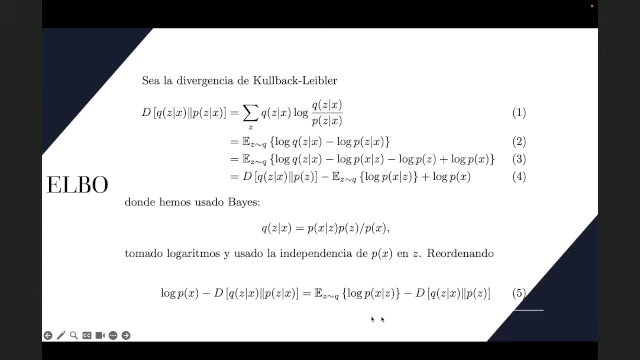 Sea la divergencia de Kullback-Leibler
D [q(z|x)‖p(z|x)] = ∑_z q(z|x) log q(z|x)/p(z|x) (1)
= 𝔼_{z∼q} {log q(z|x) − log p(z|x)} (2)
= 𝔼_{z∼q} {log q(z|x) − log p(x|z) − log p(z) + log p(x)} (3)
= D [q(z|x)‖p(z)] − 𝔼_{z∼q} {log p(x|z)} + log p(x) (4)
ELBO
donde hemos usado Bayes:
q(z|x) = p(x|z)p(z)/p(x),
tomado logaritmos y usado la independencia de p(x) en z. Reordenando
log p(x) − D [q(z|x)‖p(z|x)] = 𝔼_{z∼q} {log p(x|z)} − D [q(z|x)‖p(z)] (5)